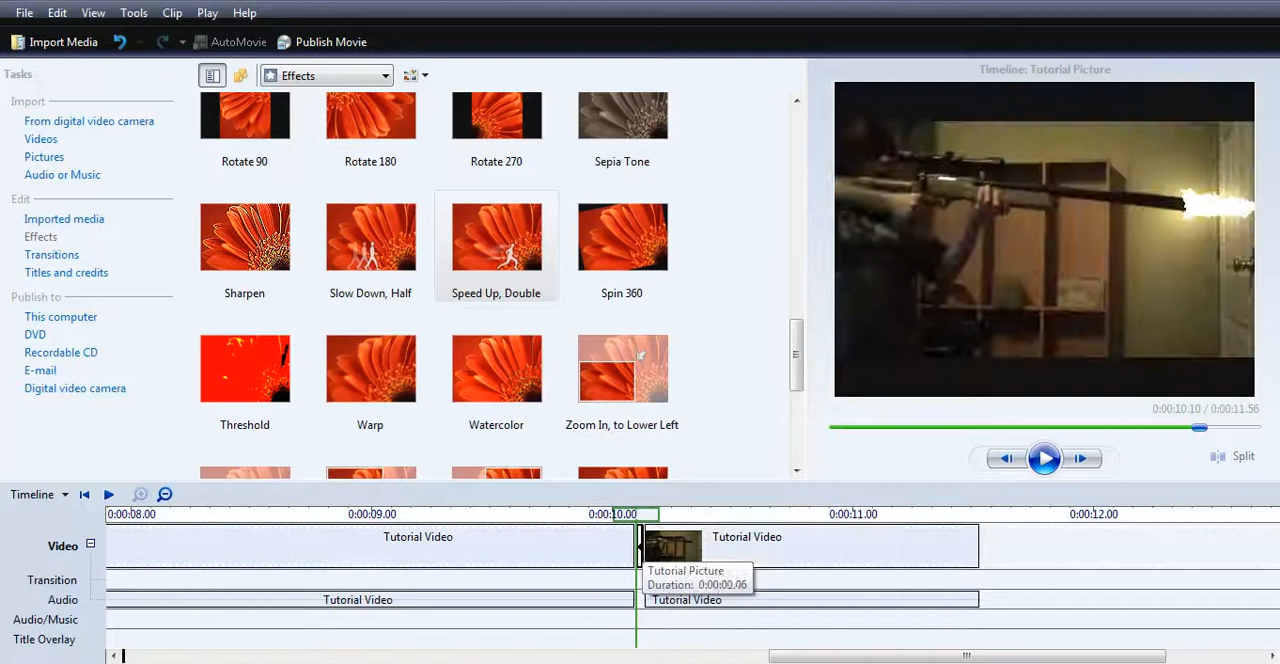 File Edit View Tools Clip Play Help
Import Media AutoMovie Publish Movie
Tasks
Import
From digital video camera
Videos
Pictures
Audio or Music
Edit
Imported media
Effects
Transitions
Titles and credits
Publish to
This computer
DVD
Recordable CD
E-mail
Digital video camera
Effects
Rotate 90 Rotate 180 Rotate 270 Sepia Tone
Sharpen Slow Down, Half Speed Up, Double Spin 360
Threshold Warp Watercolor Zoom In, to Lower Left
Timeline: Tutorial Picture
0:00:10.10 / 0:00:11.56
Split
Timeline
0:00:08.00 0:00:09.00 0:00:10.00 0:00:11.00 0:00:12.00
Video Tutorial Video Tutorial Video
Tutorial Picture
Duration: 0:00:00.06
Transition
Audio Tutorial Video Tutorial Video
Audio/Music
Title Overlay